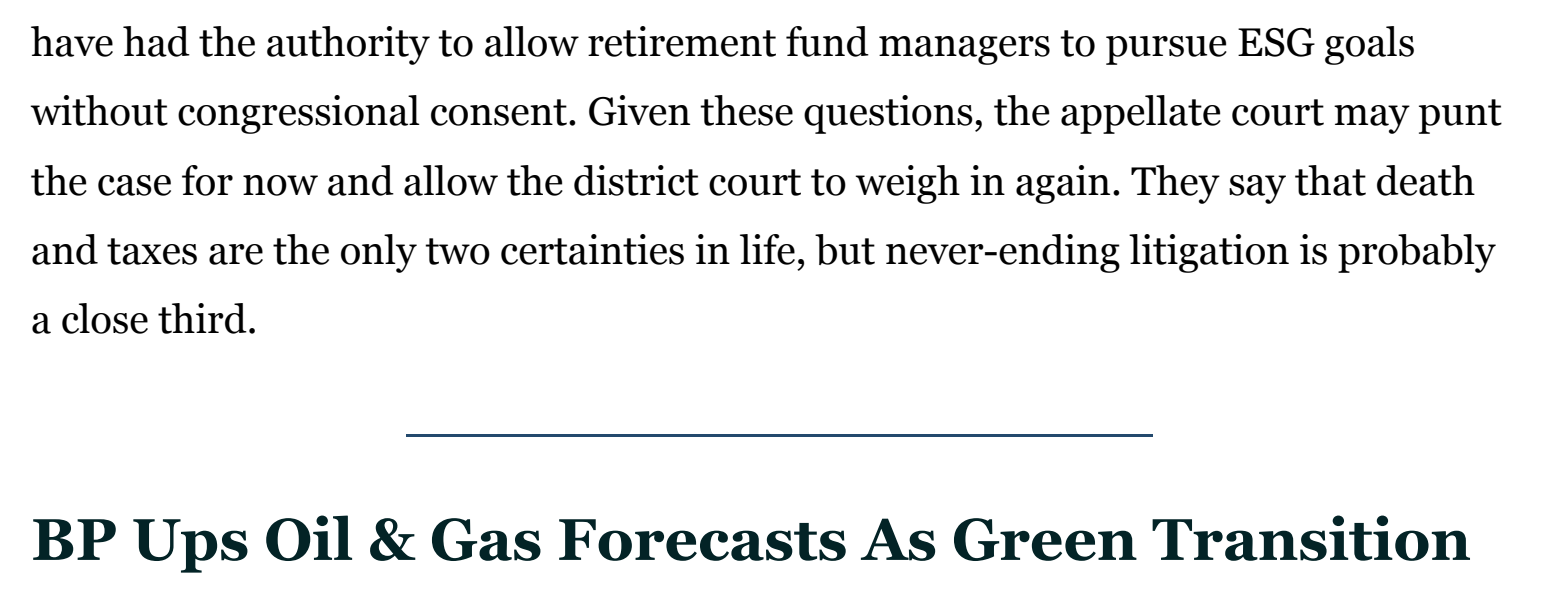 have had the authority to allow retirement fund managers to pursue ESG goals
without congressional consent. Given these questions, the appellate court may punt
the case for now and allow the district court to weigh in again. They say that death
and taxes are the only two certainties in life, but never-ending litigation is probably
a close third.
BP Ups Oil & Gas Forecasts As Green Transition